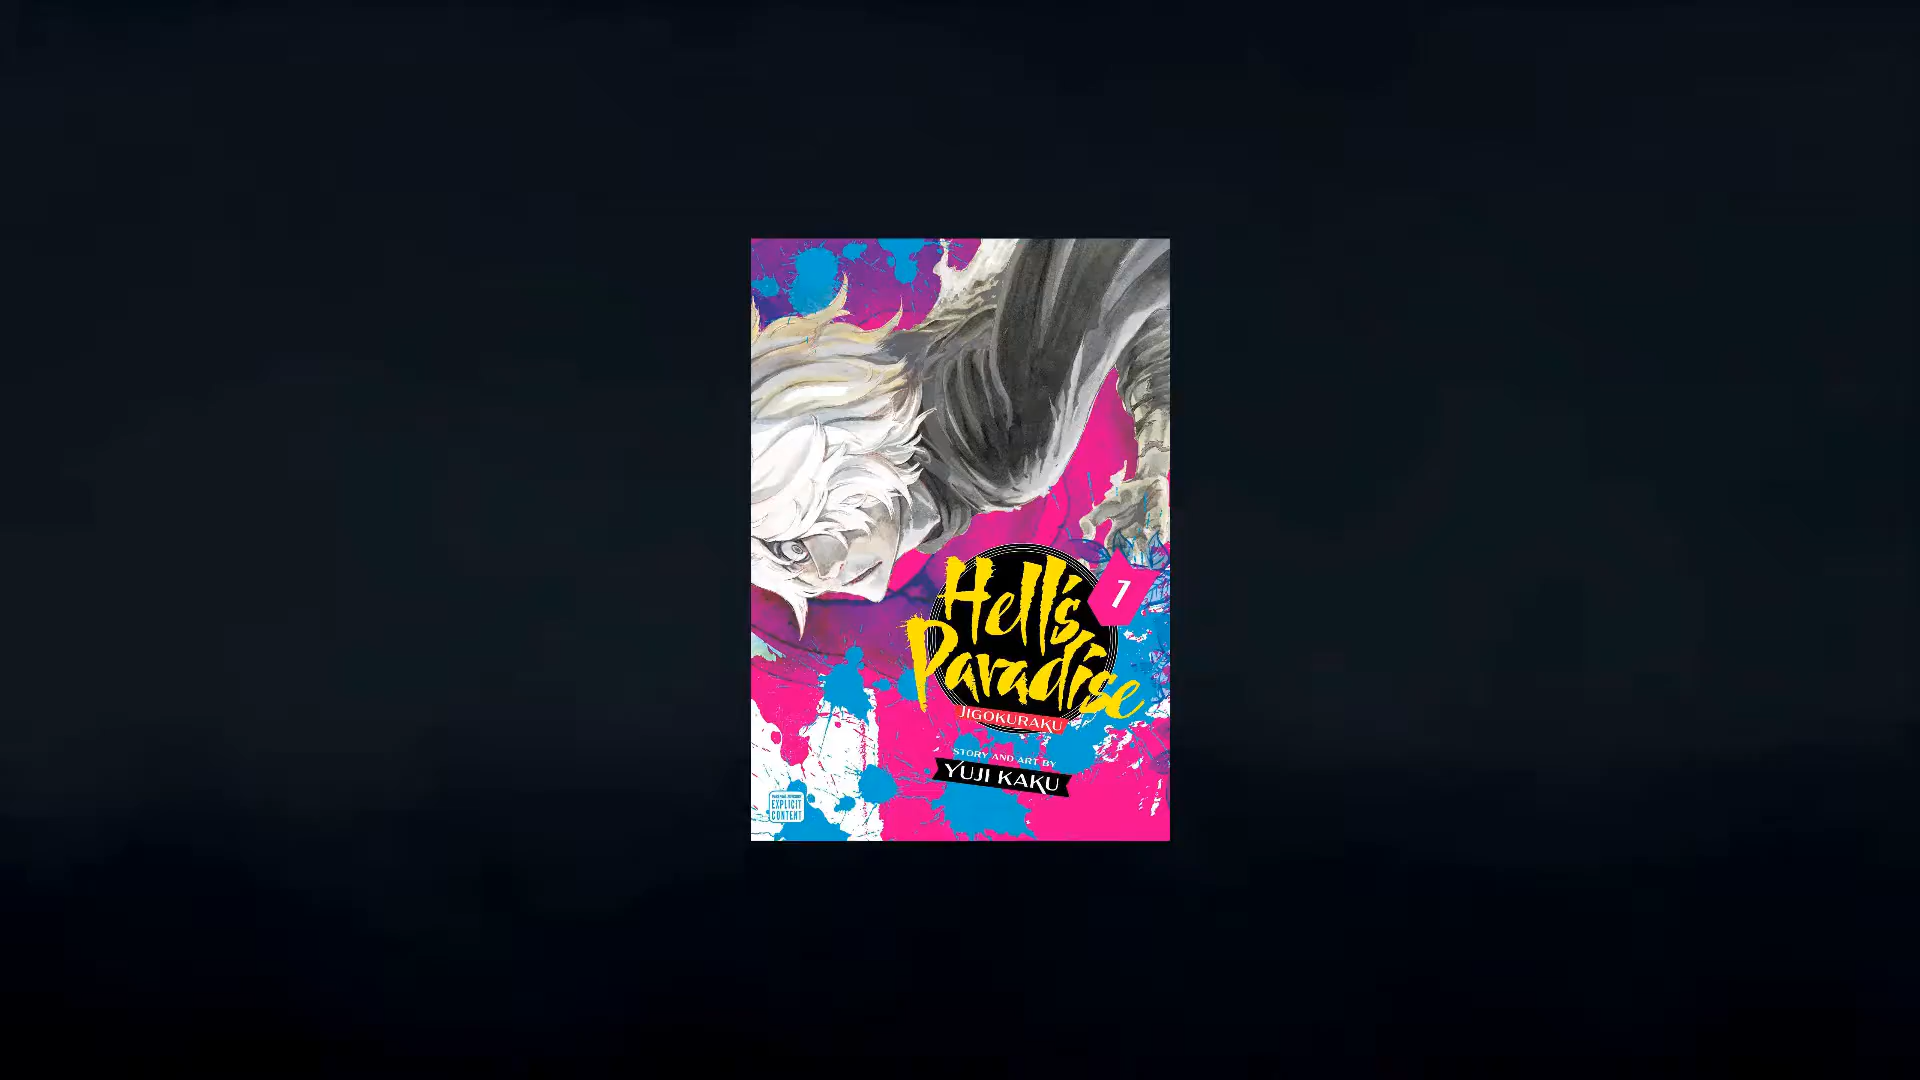 Hell's
Paradise
1
JIGOKURAKU
STORY AND ART BY
YUJI KAKU
EXPLICIT
CONTENT